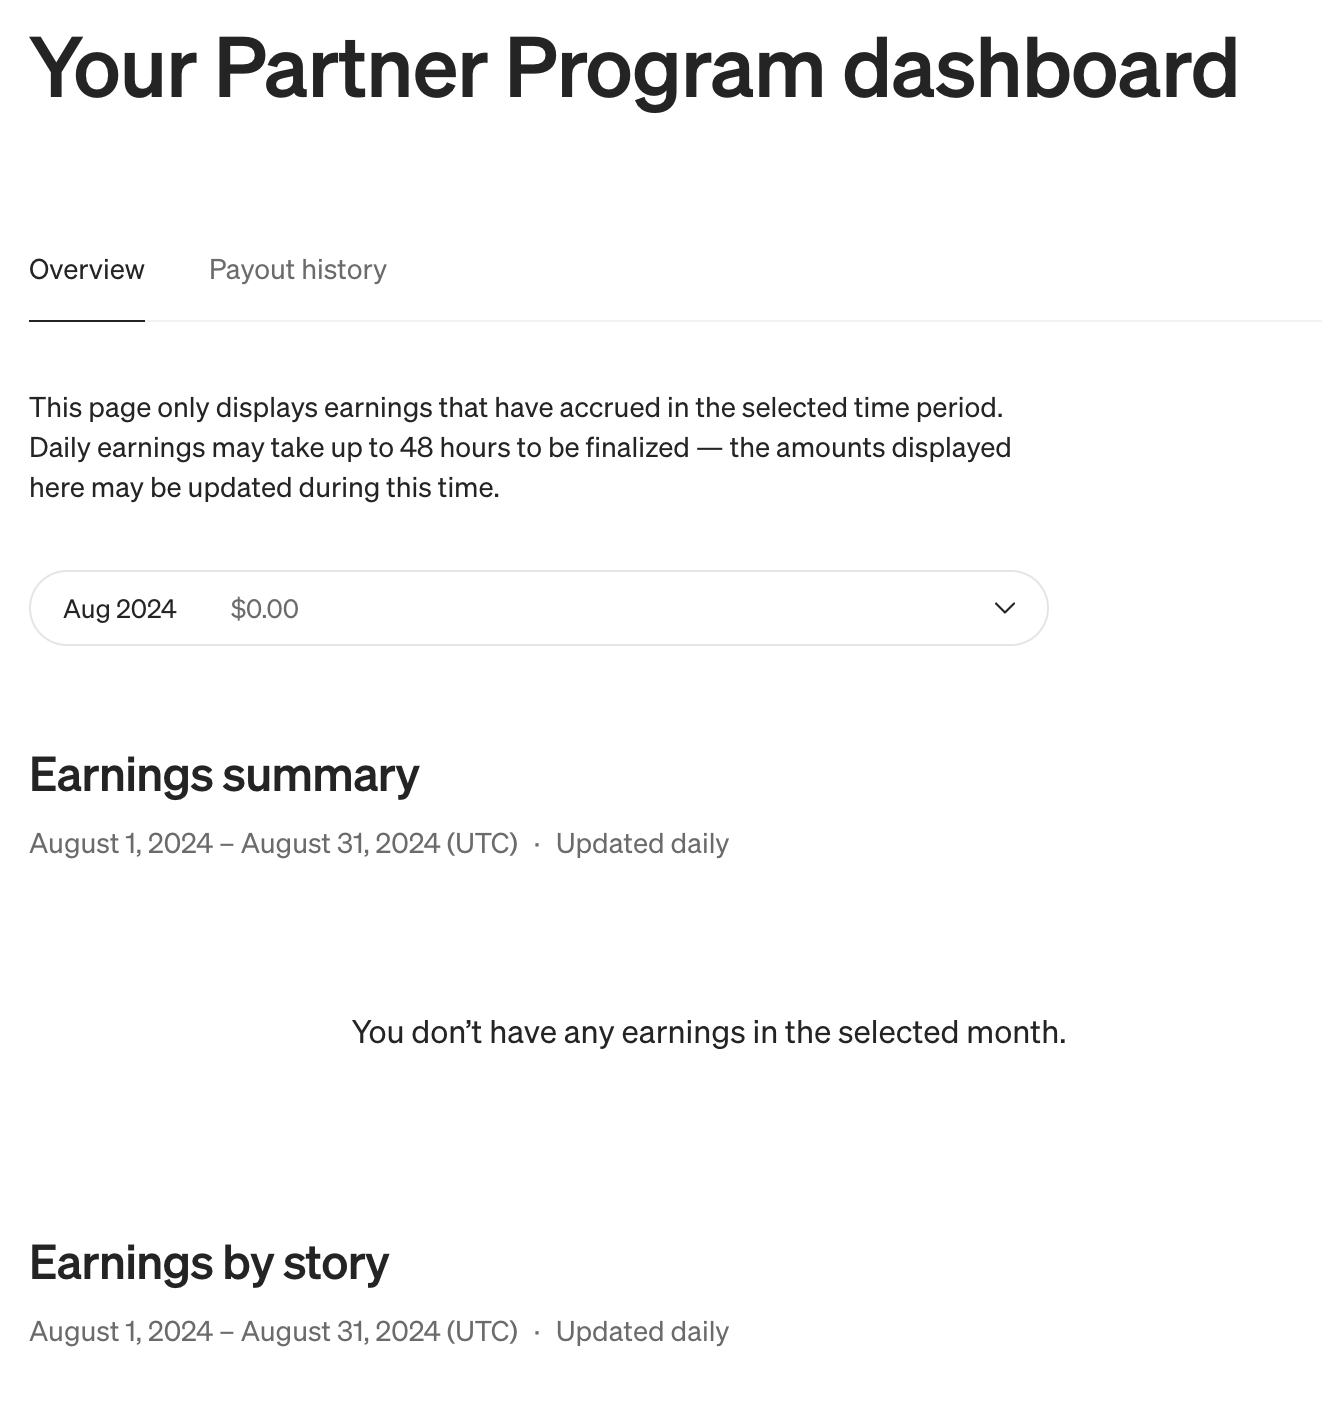 Your Partner Program dashboard
Overview
Payout history
This page only displays earnings that have accrued in the selected time period.
Daily earnings may take up to 48 hours to be finalized — the amounts displayed
here may be updated during this time.
Aug 2024 $0.00
Earnings summary
August 1, 2024 – August 31, 2024 (UTC) · Updated daily
You don’t have any earnings in the selected month.
Earnings by story
August 1, 2024 – August 31, 2024 (UTC) · Updated daily